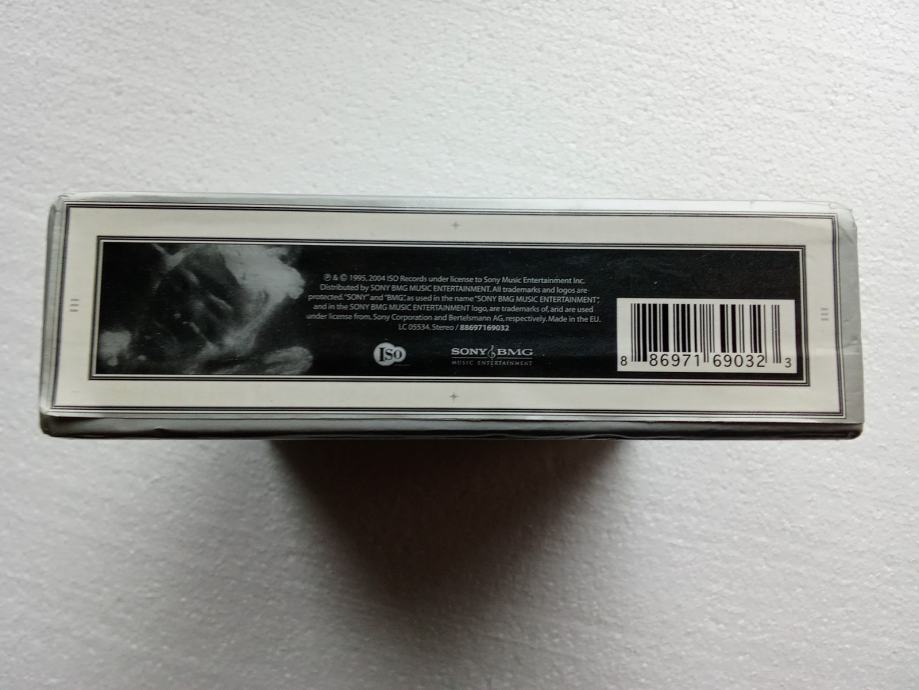 ℗ & © 1995, 2004 ISO Records under license to Sony Music Entertainment Inc.
Distributed by SONY BMG MUSIC ENTERTAINMENT. All trademarks and logos are
protected. "SONY" and "BMG", as used in the name "SONY BMG MUSIC ENTERTAINMENT",
and in the SONY BMG MUSIC ENTERTAINMENT logo, are trademarks of, and are used
under license from, Sony Corporation and Bertelsmann AG, respectively. Made in the EU.
LC 05534. Stereo / 88697169032
ISO
SONY BMG
MUSIC ENTERTAINMENT
8 86971 69032 3